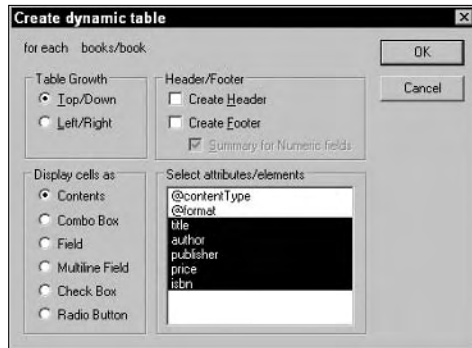 Create dynamic table
for each books/book
OK
Cancel
Table Growth
Top/Down
Left/Right
Header/Footer
Create Header
Create Footer
Summary for Numeric fields
Display cells as
Contents
Combo Box
Field
Multiline Field
Check Box
Radio Button
Select attributes/elements
@contentType
@format
title
author
publisher
price
isbn